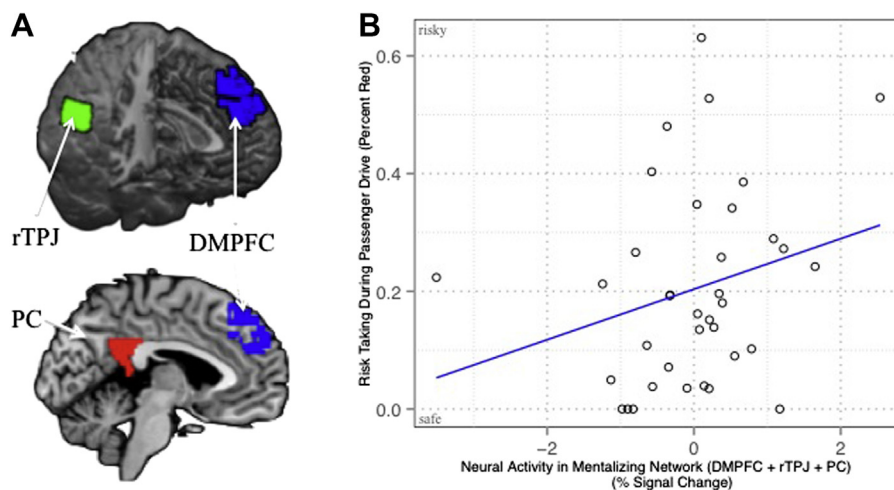 A
rTPJ
DMPFC
PC
B
risky
safe
0.6
0.4
0.2
0.0
−2
0
2
Risk Taking During Passenger Drive (Percent Red)
Neural Activity in Mentalizing Network (DMPFC + rTPJ + PC)
(% Signal Change)